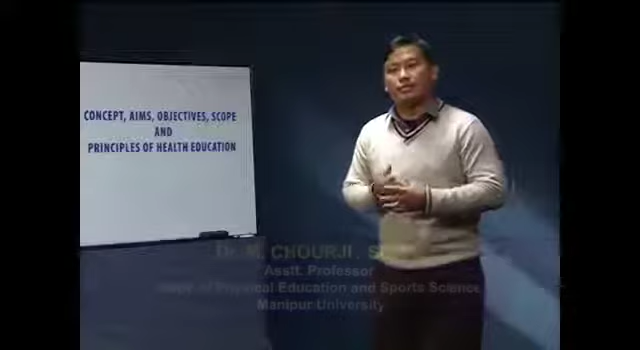 CONCEPT, AIMS, OBJECTIVES, SCOPE
AND
PRINCIPLES OF HEALTH EDUCATION
M. CHOURJI
Asstt. Professor
of Physical Education and Sports Science
Manipur University